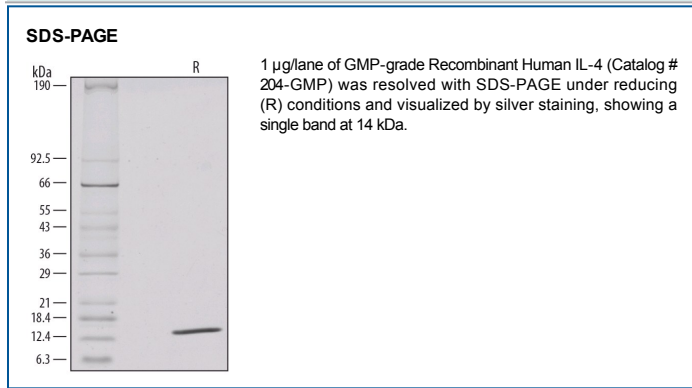 SDS-PAGE
kDa
R
190
92.5
66
55
43
36
29
21
18.4
12.4
6.3
1 µg/lane of GMP-grade Recombinant Human IL-4 (Catalog #
204-GMP) was resolved with SDS-PAGE under reducing
(R) conditions and visualized by silver staining, showing a
single band at 14 kDa.